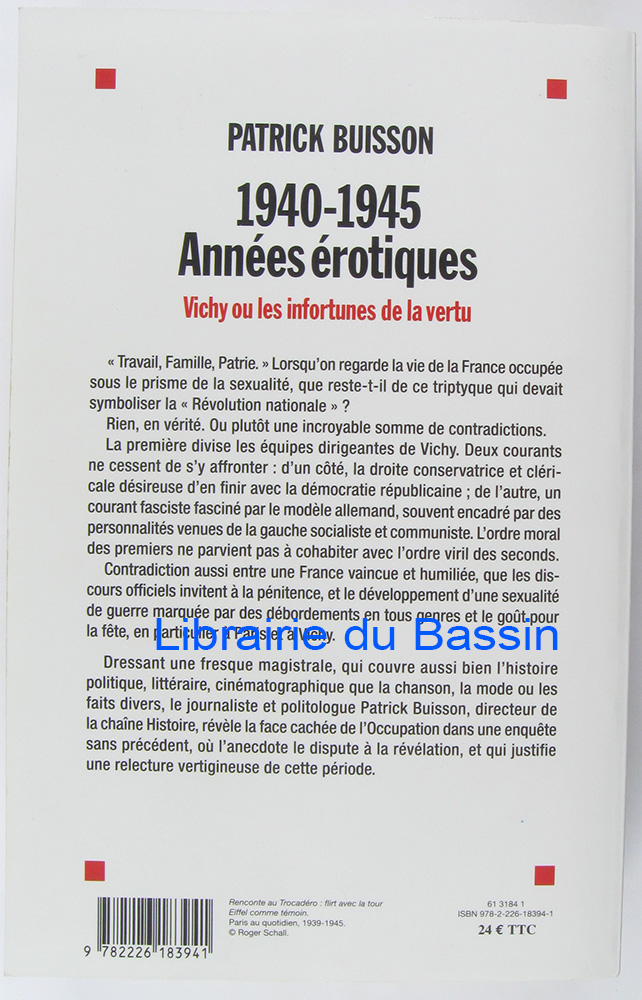 PATRICK BUISSON
1940-1945
Années érotiques
Vichy ou les infortunes de la vertu
« Travail, Famille, Patrie. » Lorsqu'on regarde la vie de la France occupée
sous le prisme de la sexualité, que reste-t-il de ce triptyque qui devait
symboliser la « Révolution nationale » ?
Rien, en vérité. Ou plutôt une incroyable somme de contradictions.
La première divise les équipes dirigeantes de Vichy. Deux courants
ne cessent de s'y affronter : d'un côté, la droite conservatrice et cléri-
cale désireuse d'en finir avec la démocratie républicaine ; de l'autre, un
courant fasciste fasciné par le modèle allemand, souvent encadré par des
personnalités venues de la gauche socialiste et communiste. L'ordre moral
des premiers ne parvient pas à cohabiter avec l'ordre viril des seconds.
Contradiction aussi entre une France vaincue et humiliée, que les dis-
cours officiels invitent à la pénitence, et le développement d'une sexualité
de guerre marquée par des débordements en tous genres et le goût pour
la fête, en particulier à Paris et à Vichy.
Librairie du Bassin
Dressant une fresque magistrale, qui couvre aussi bien l'histoire
politique, littéraire, cinématographique que la chanson, la mode ou les
faits divers, le journaliste et politologue Patrick Buisson, directeur de
la chaîne Histoire, révèle la face cachée de l'Occupation dans une enquête
sans précédent, où l'anecdote le dispute à la révélation, et qui justifie
une relecture vertigineuse de cette période.
9 782226 183941
Renconte au Trocadéro : flirt avec la tour
Eiffel comme témoin.
Paris au quotidien, 1939-1945.
© Roger Schall.
61 3184 1
ISBN 978-2-226-18394-1
24 € TTC